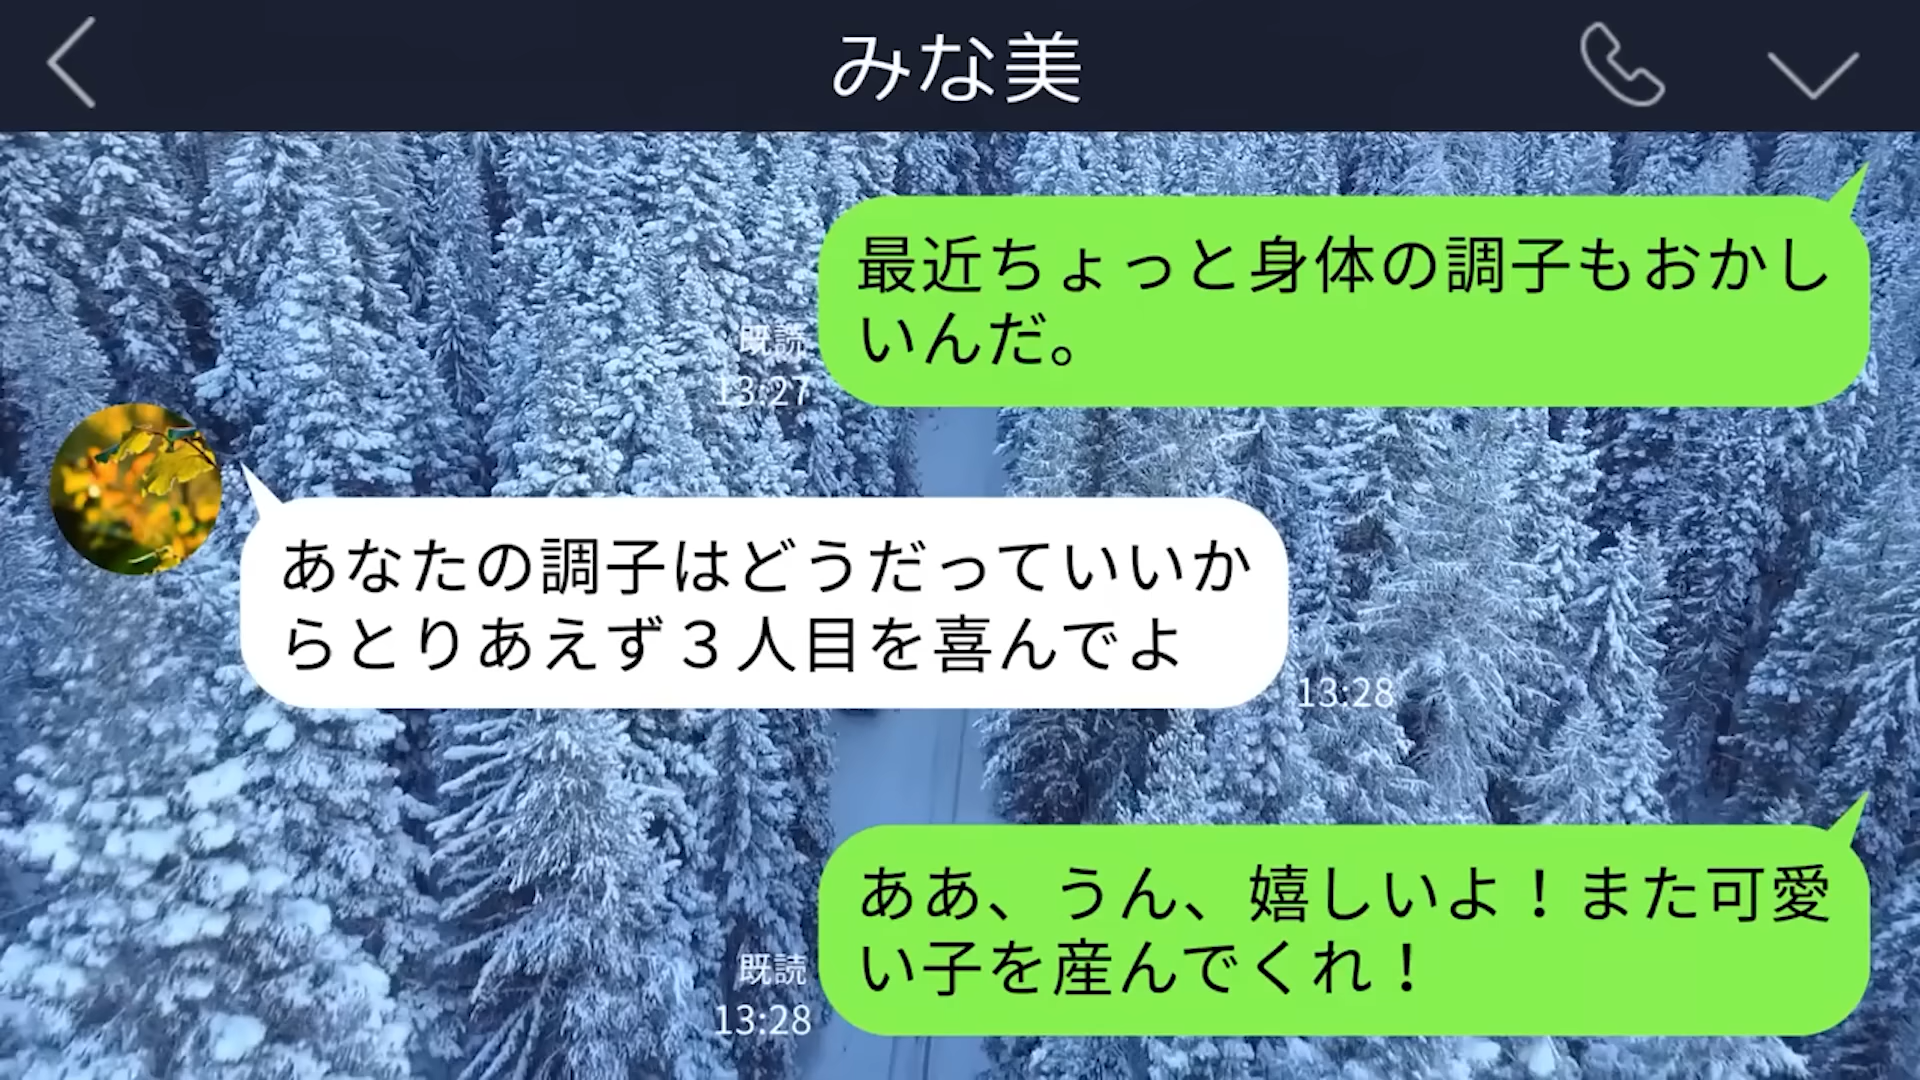 みな美
最近ちょっと身体の調子もおかし
いんだ。
既読
13:27
あなたの調子はどうだっていいか
らとりあえず３人目を喜んでよ
13:28
ああ、うん、嬉しいよ！また可愛
い子を産んでくれ！
既読
13:28